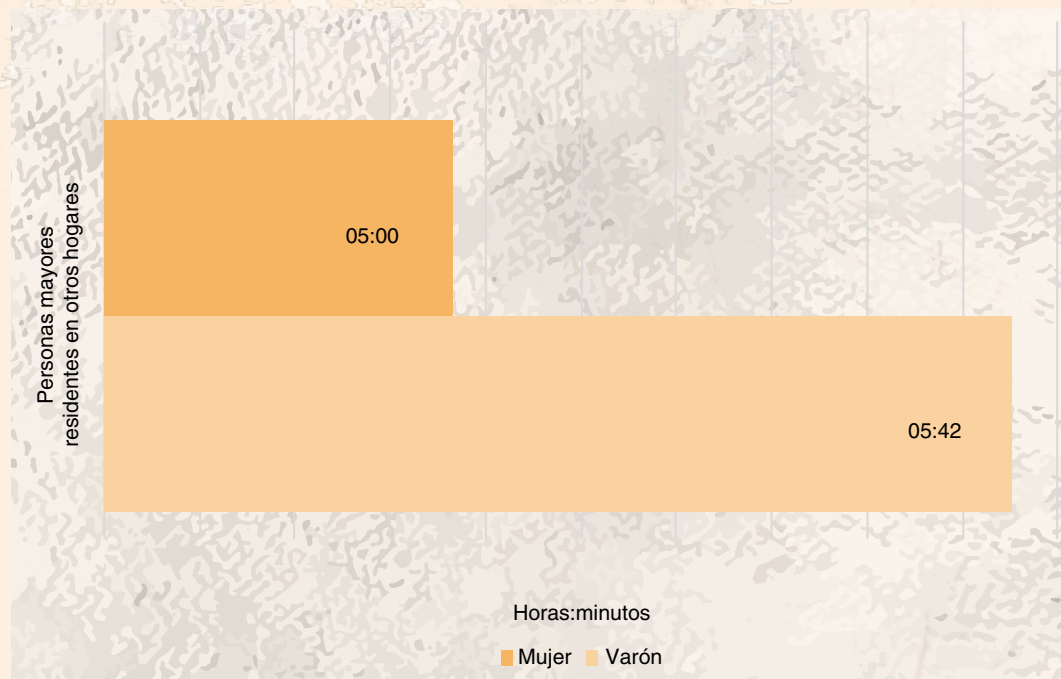 Personas mayores
residentes en otros hogares
05:00
05:42
Horas:minutos
Mujer Varón